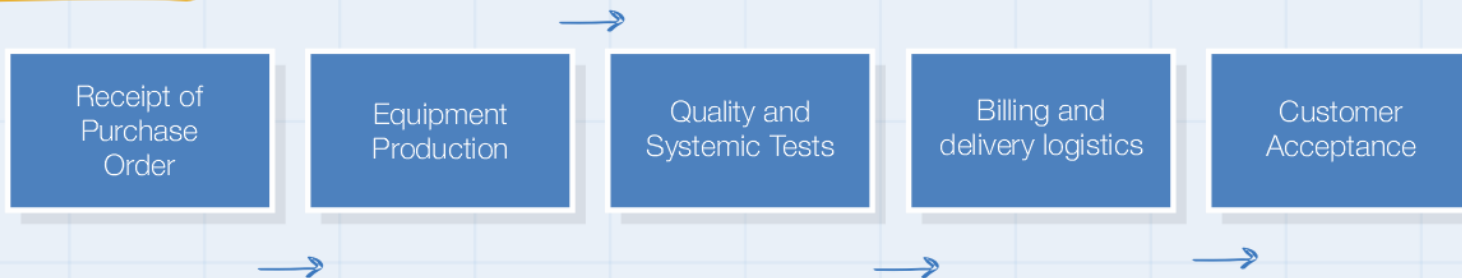 Receipt of
Purchase
Order
Equipment
Production
Quality and
Systemic Tests
Billing and
delivery logistics
Customer
Acceptance